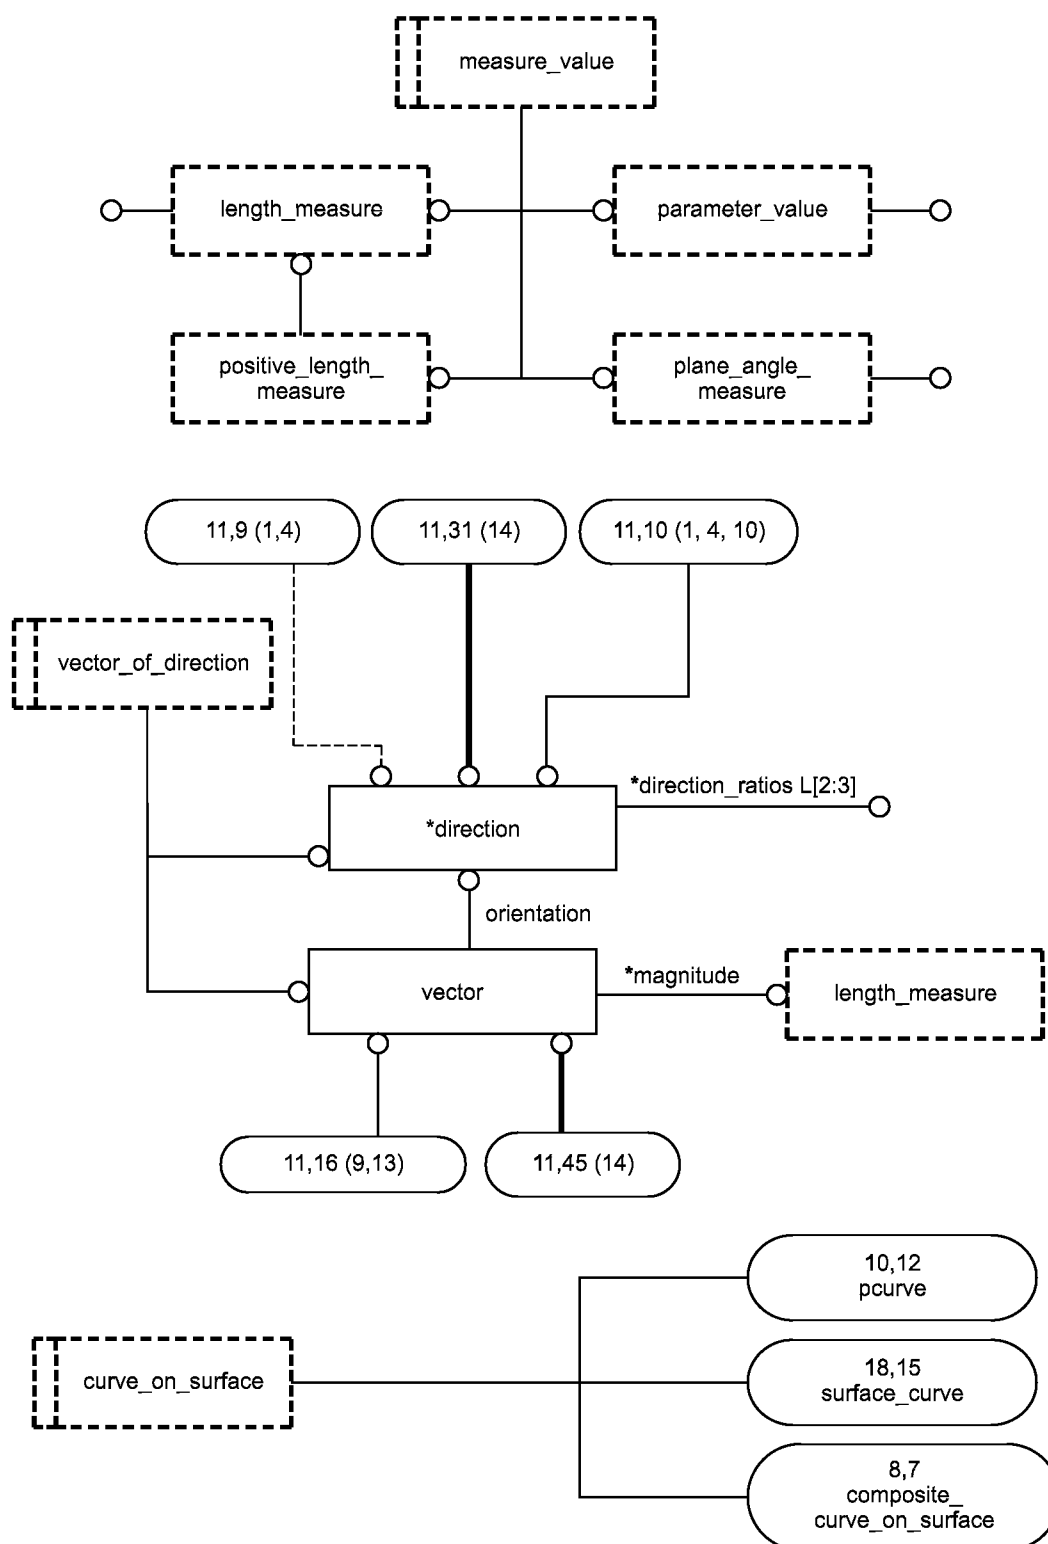 measure_value
length_measure
parameter_value
positive_length_
measure
plane_angle_
measure
11,9 (1,4)
11,31 (14)
11,10 (1, 4, 10)
vector_of_direction
*direction_ratios L[2:3]
*direction
orientation
vector
*magnitude
length_measure
11,16 (9,13)
11,45 (14)
10,12
pcurve
curve_on_surface
18,15
surface_curve
8,7
composite_
curve_on_surface